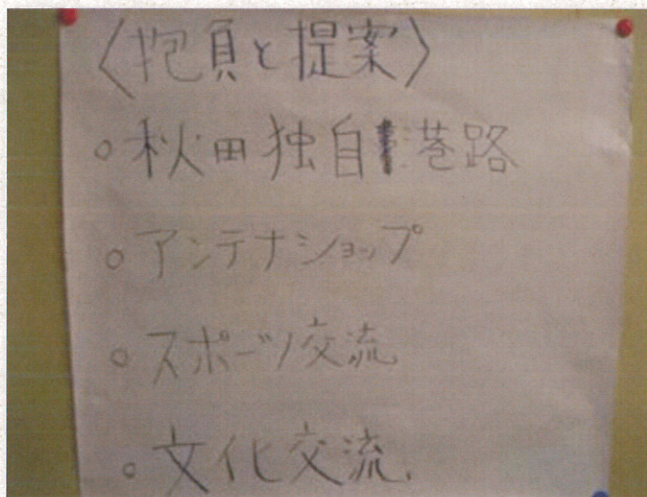 〈抱負と提案〉
○秋田独自港路
○アンテナショップ
○スポーツ交流
○文化交流.